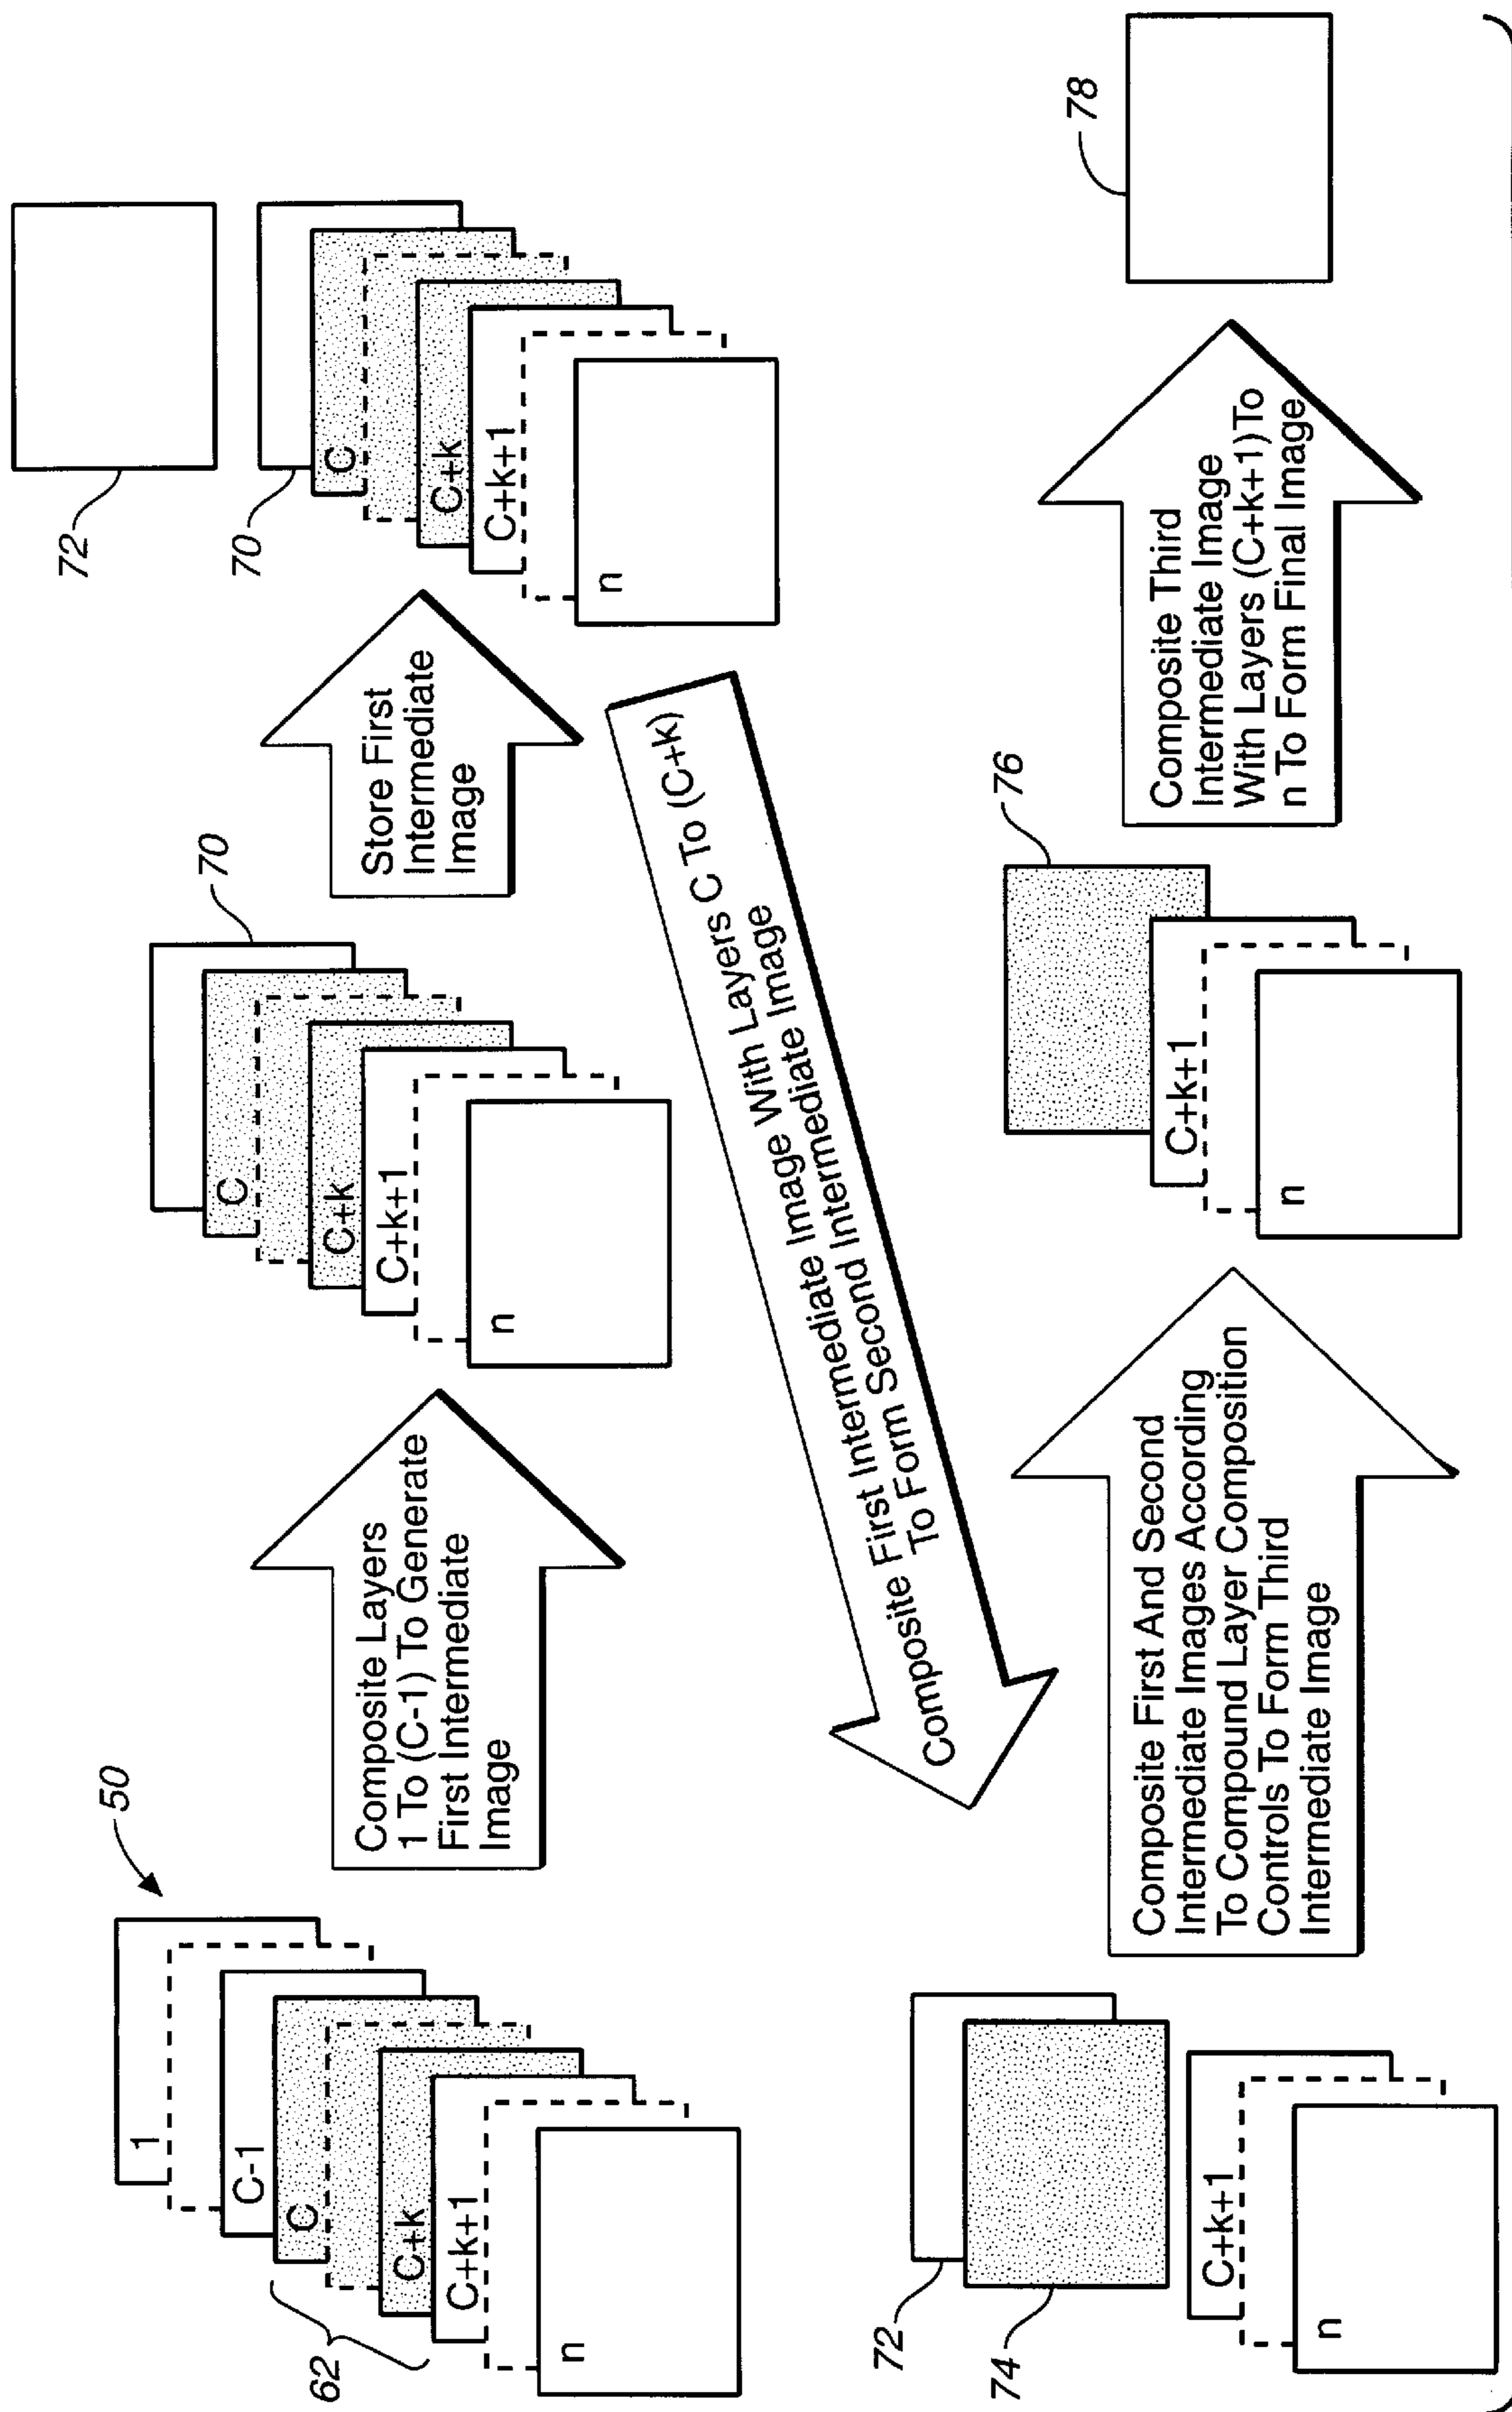 50
1
C-1
C
C+k
C+k+1
n
62
Composite Layers
1 To (C-1) To Generate
First Intermediate
Image
70
C
C+k
C+k+1
n
Store First
Intermediate
Image
72
70
C
C+k
C+k+1
n
Composite First Intermediate Image With Layers C To (C+k)
To Form Second Intermediate Image
72
74
C+k+1
n
Composite First And Second
Intermediate Images According
To Compound Layer Composition
Controls To Form Third
Intermediate Image
76
C+k+1
n
Composite Third
Intermediate Image
With Layers (C+k+1) To
n To Form Final Image
78